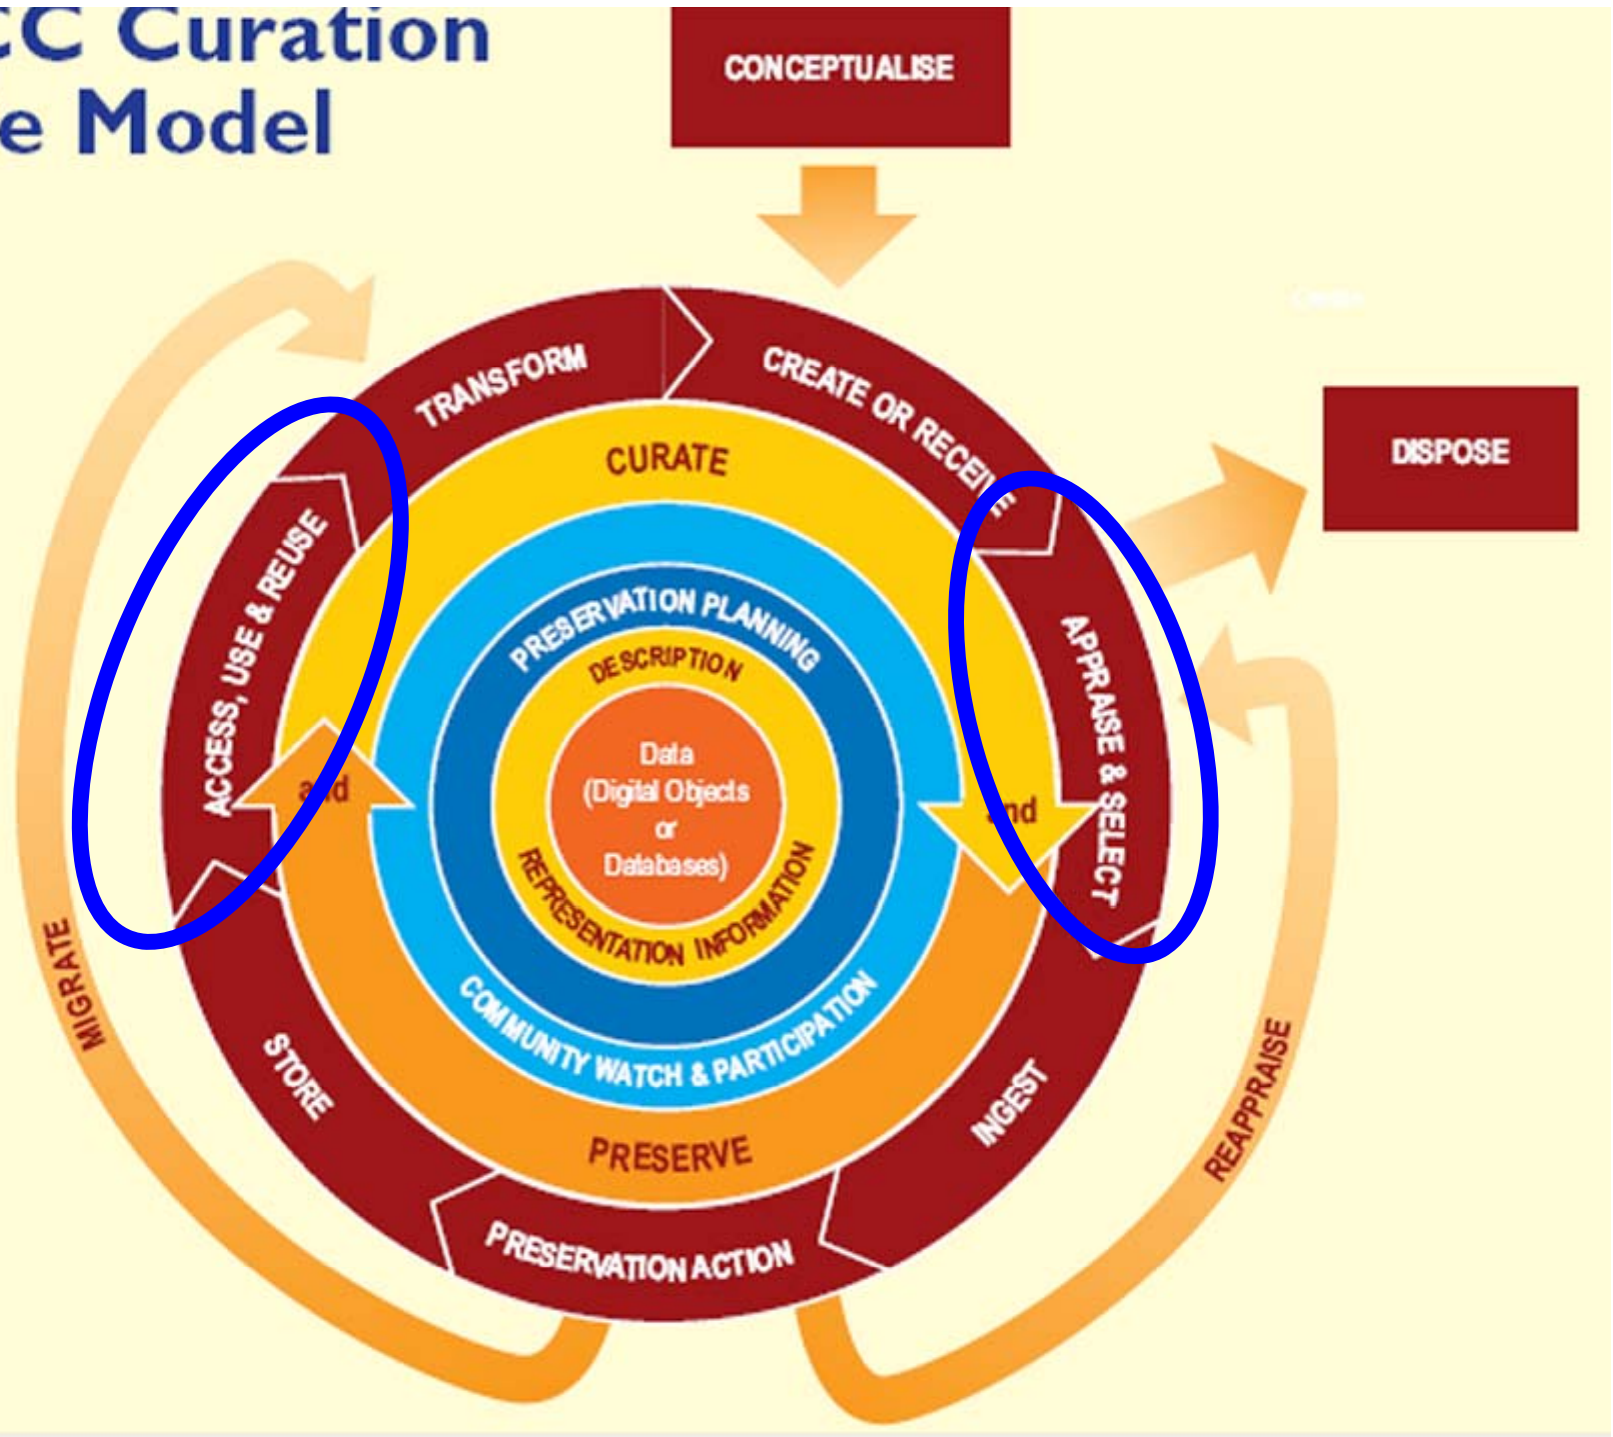 CC Curation
e Model
CONCEPTUALISE
DISPOSE
TRANSFORM
CREATE OR RECEIVE
APPRAISE & SELECT
INGEST
PRESERVATION ACTION
STORE
ACCESS, USE & REUSE
CURATE
and
PRESERVE
and
PRESERVATION PLANNING
COMMUNITY WATCH & PARTICIPATION
DESCRIPTION
REPRESENTATION INFORMATION
Data
(Digital Objects
or
Databases)
MIGRATE
REAPPRAISE